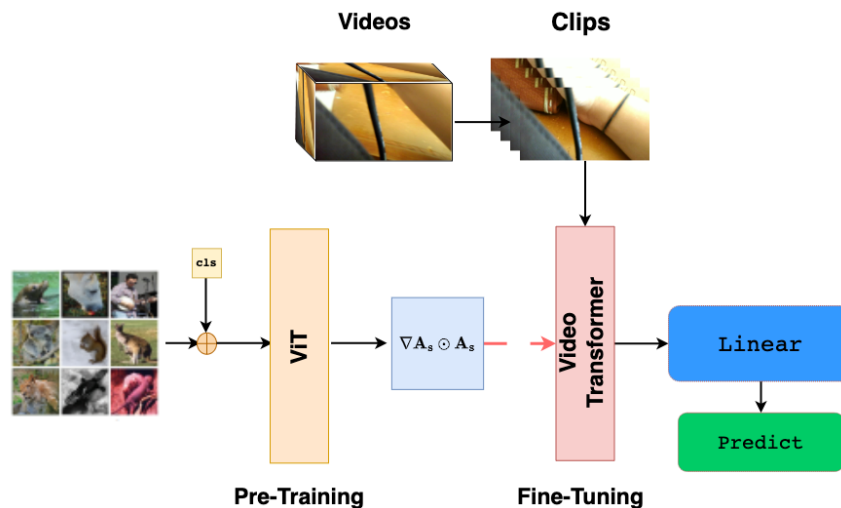 Videos
Clips
cls
ViT
∇Aₛ ⊙ Aₛ
Video
Transformer
Linear
Predict
Pre-Training
Fine-Tuning